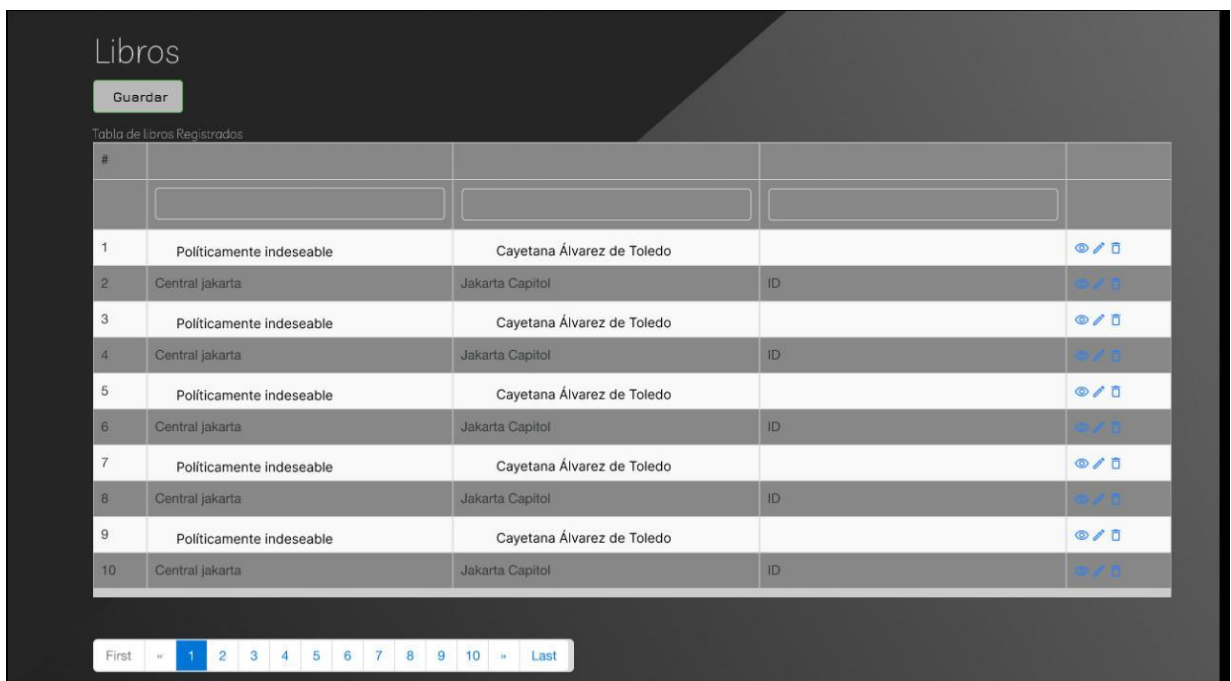 Libros
Guardar
Tabla de libros Registrados
#
1 Políticamente indeseable Cayetana Álvarez de Toledo
2 Central jakarta Jakarta Capitol ID
3 Políticamente indeseable Cayetana Álvarez de Toledo
4 Central jakarta Jakarta Capitol ID
5 Políticamente indeseable Cayetana Álvarez de Toledo
6 Central jakarta Jakarta Capitol ID
7 Políticamente indeseable Cayetana Álvarez de Toledo
8 Central jakarta Jakarta Capitol ID
9 Políticamente indeseable Cayetana Álvarez de Toledo
10 Central jakarta Jakarta Capitol ID
First « 1 2 3 4 5 6 7 8 9 10 » Last